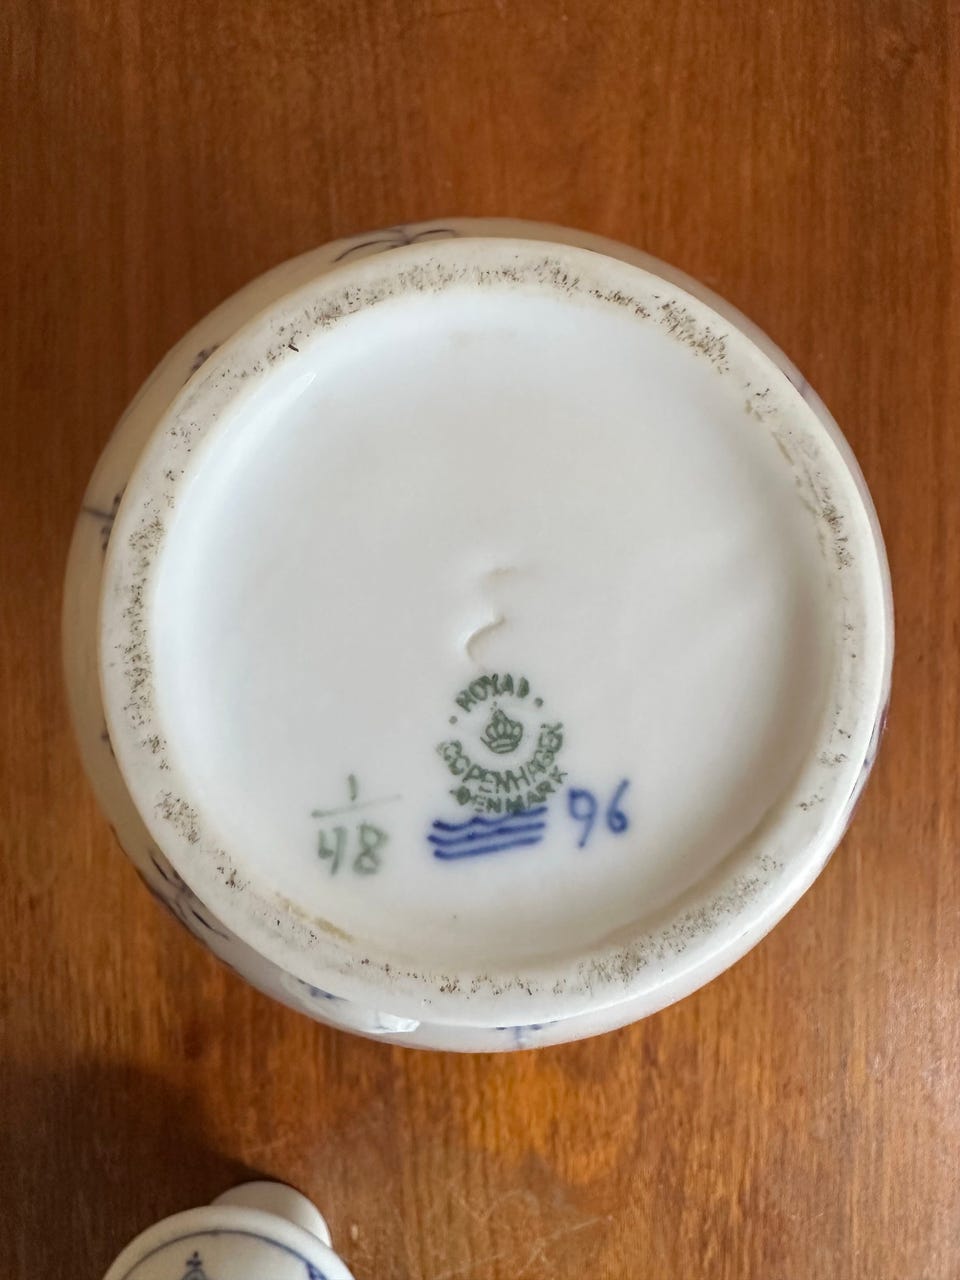 ROYAL
COPENHAGEN
DENMARK
1
48
96